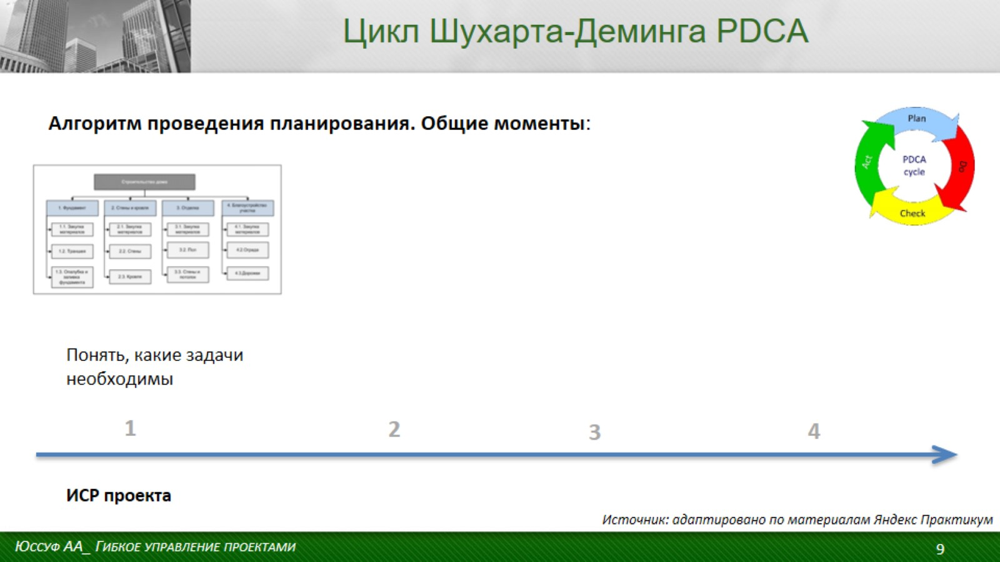 Цикл Шухарта-Деминга PDCA
Алгоритм проведения планирования. Общие моменты:
Plan
Do
Check
Act
PDCA
cycle
Строительство дома
1. Фундамент
2. Стены и кровля
3. Отделка
4. Благоустройство
участка
1.1. Закупка
материалов
2.1. Закупка
материалов
3.1. Закупка
материалов
4.1. Закупка
материалов
1.2. Траншея
2.2. Стены
3.2. Пол
4.2 Ограда
1.3. Опалубка и
заливка
фундамента
2.3. Кровля
3.3. Стены и
потолок
4.3 Дорожки
Понять, какие задачи
необходимы
1
2
3
4
ИСР проекта
Источник: адаптировано по материалам Яндекс Практикум
Юссуф АА_ Гибкое управление проектами
9